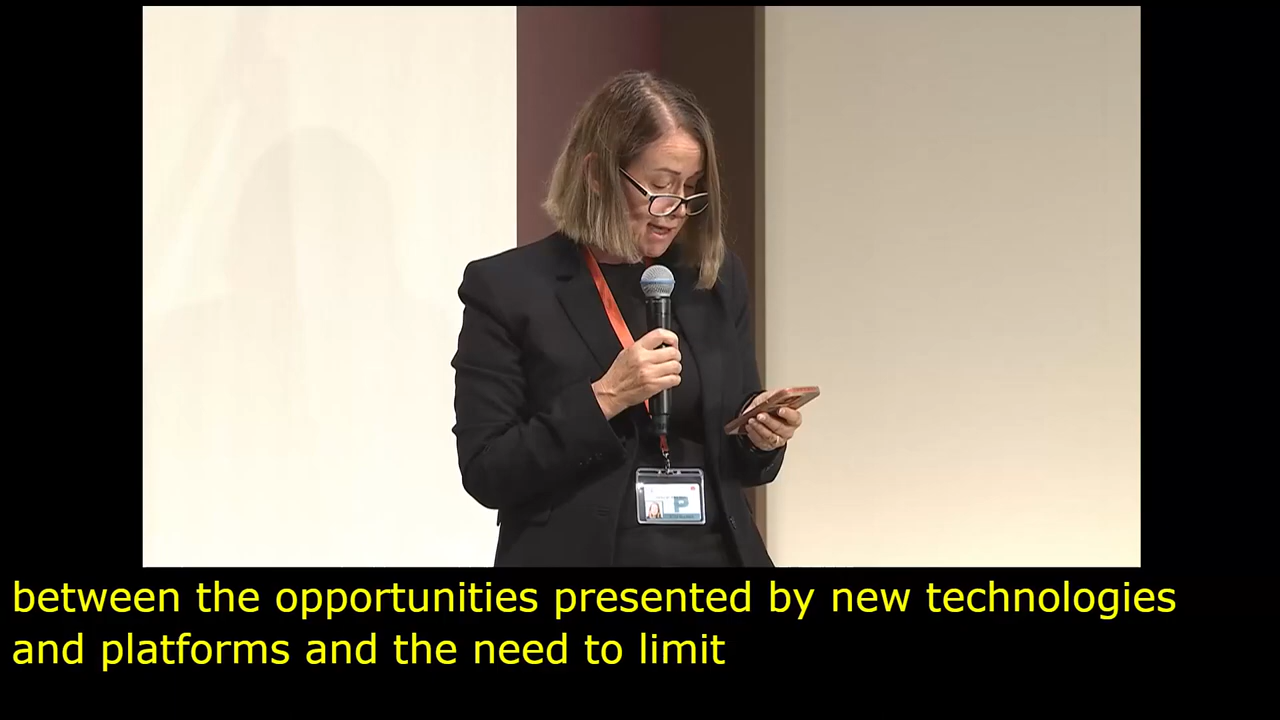 P
between the opportunities presented by new technologies
and platforms and the need to limit